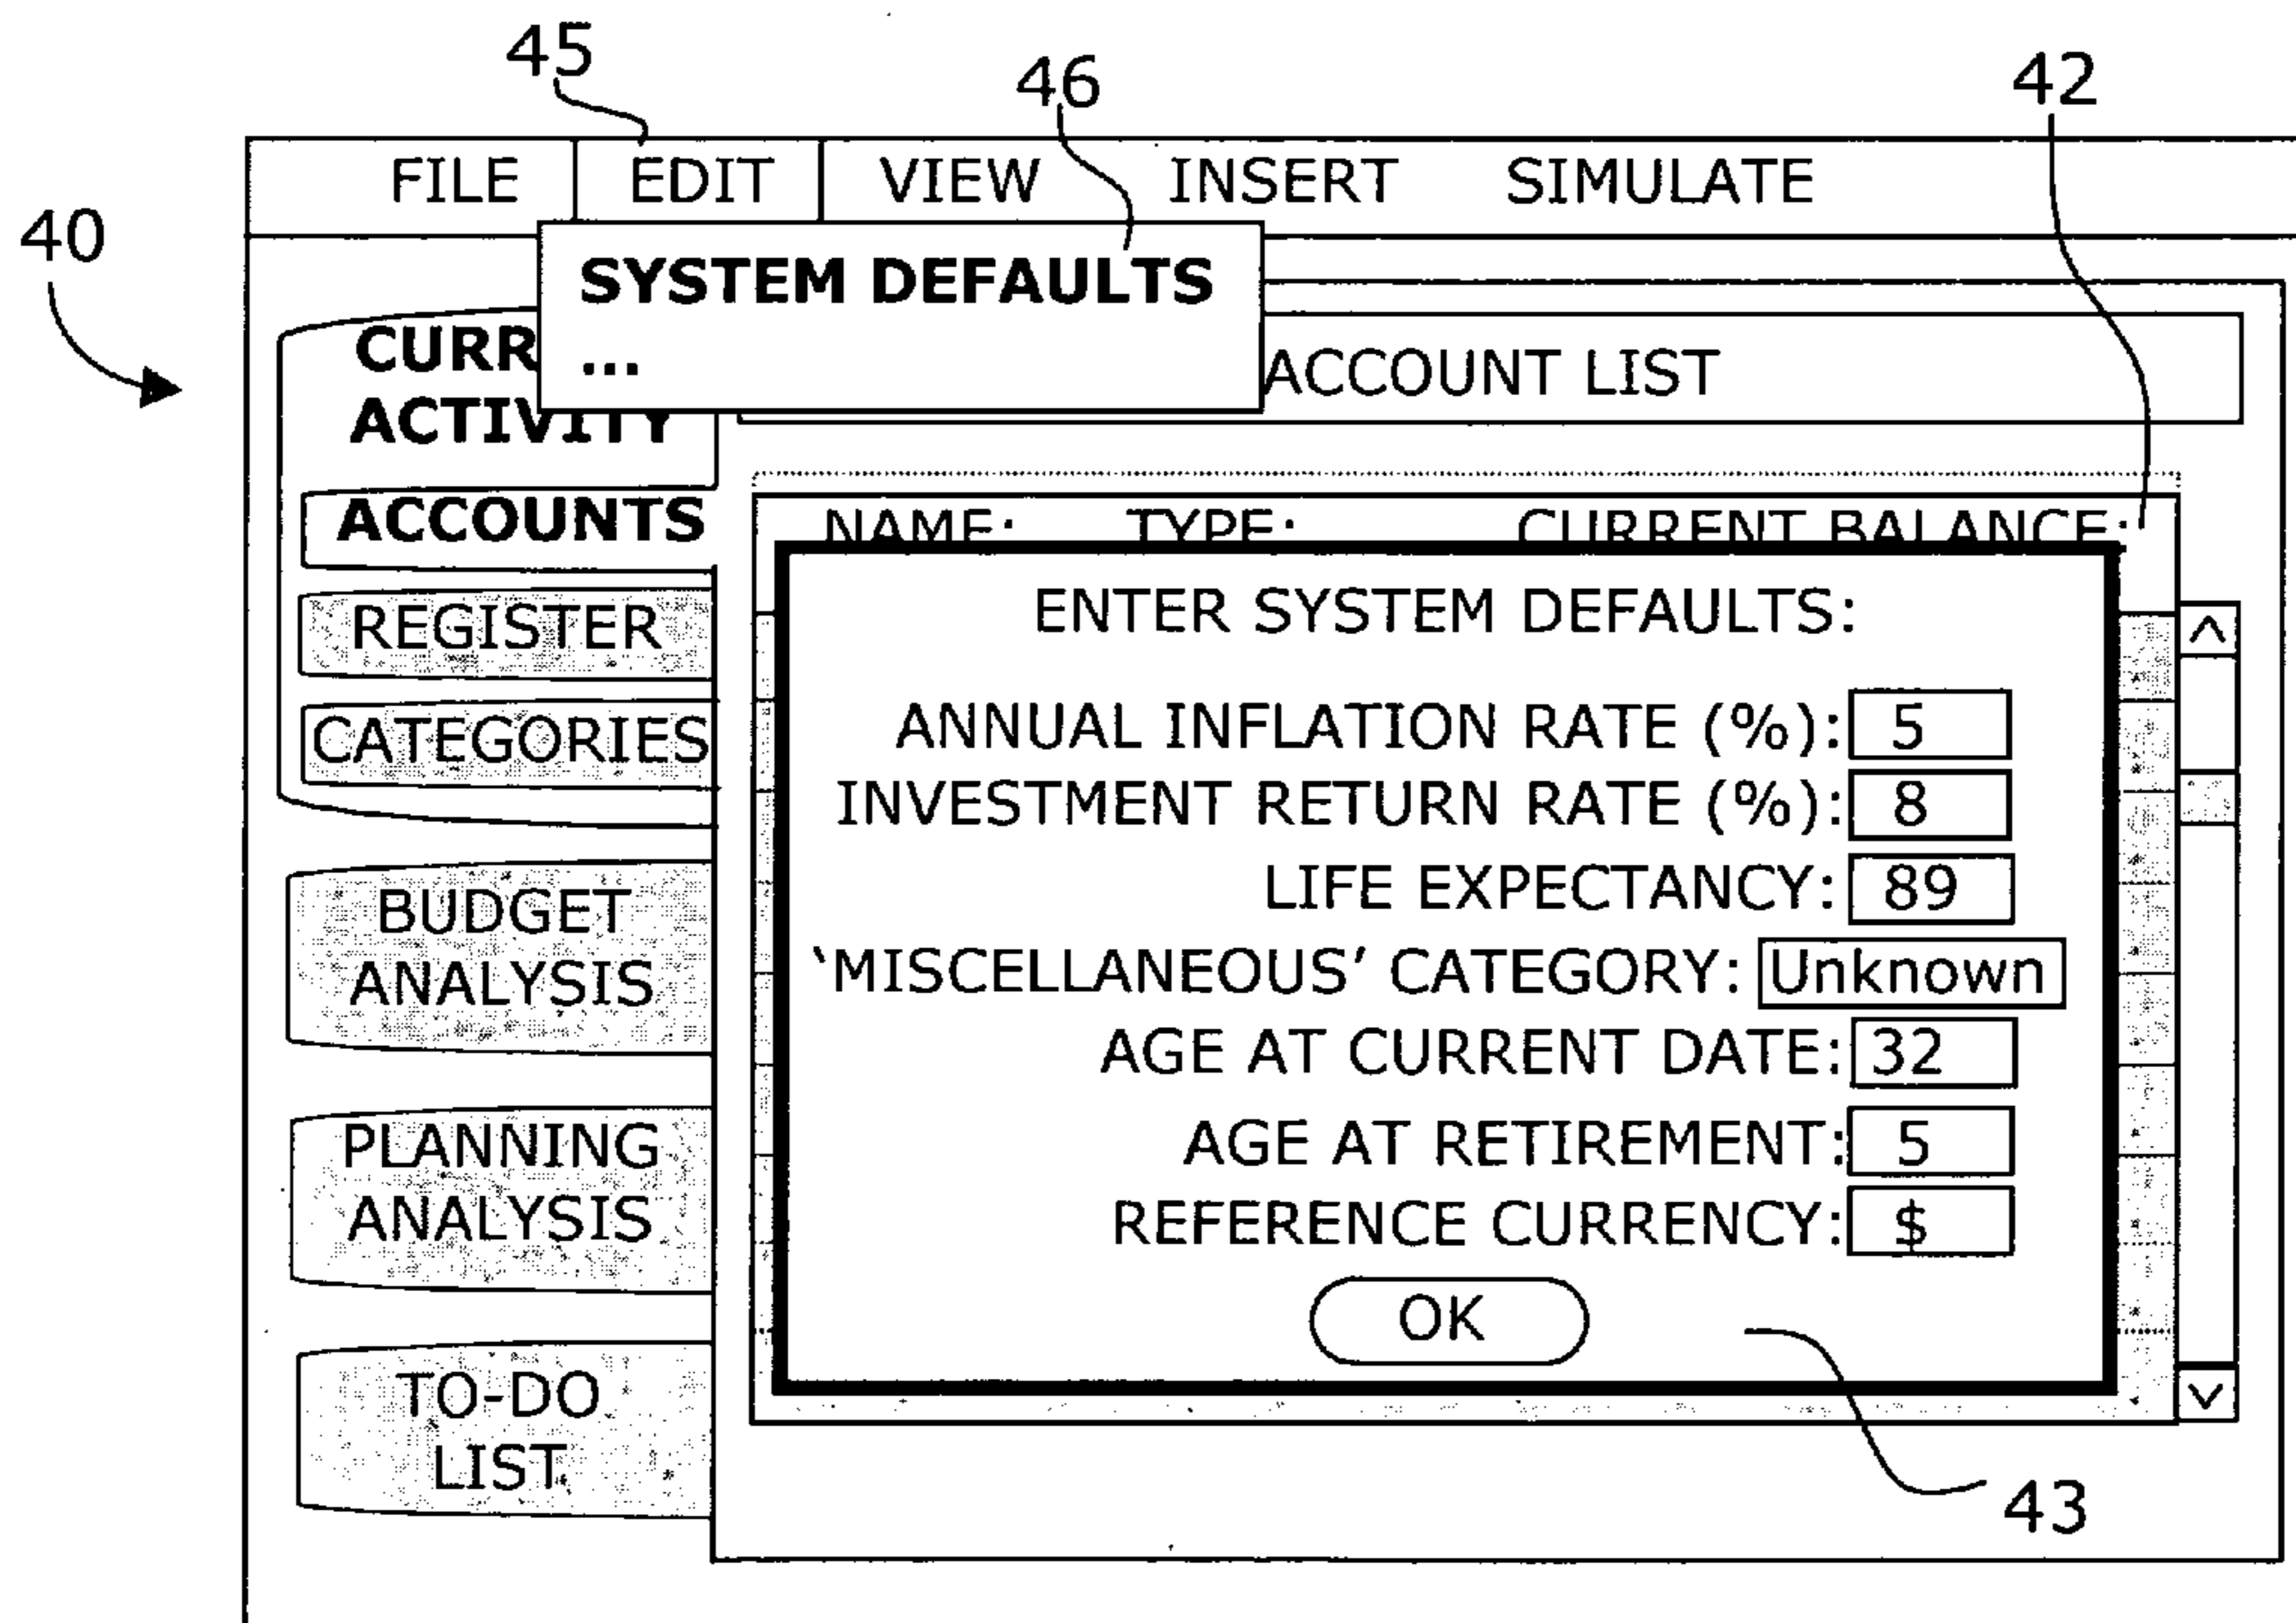 45
46
42
FILE EDIT VIEW INSERT SIMULATE
40
SYSTEM DEFAULTS
...
CURR
ACTIVITY
ACCOUNT LIST
ACCOUNTS
NAME: TYPE: CURRENT BALANCE:
REGISTER
CATEGORIES
BUDGET
ANALYSIS
PLANNING
ANALYSIS
TO-DO
LIST
ENTER SYSTEM DEFAULTS:
ANNUAL INFLATION RATE (%): 5
INVESTMENT RETURN RATE (%): 8
LIFE EXPECTANCY: 89
‘MISCELLANEOUS’ CATEGORY: Unknown
AGE AT CURRENT DATE: 32
AGE AT RETIREMENT: 5
REFERENCE CURRENCY: $
OK
^
v
43